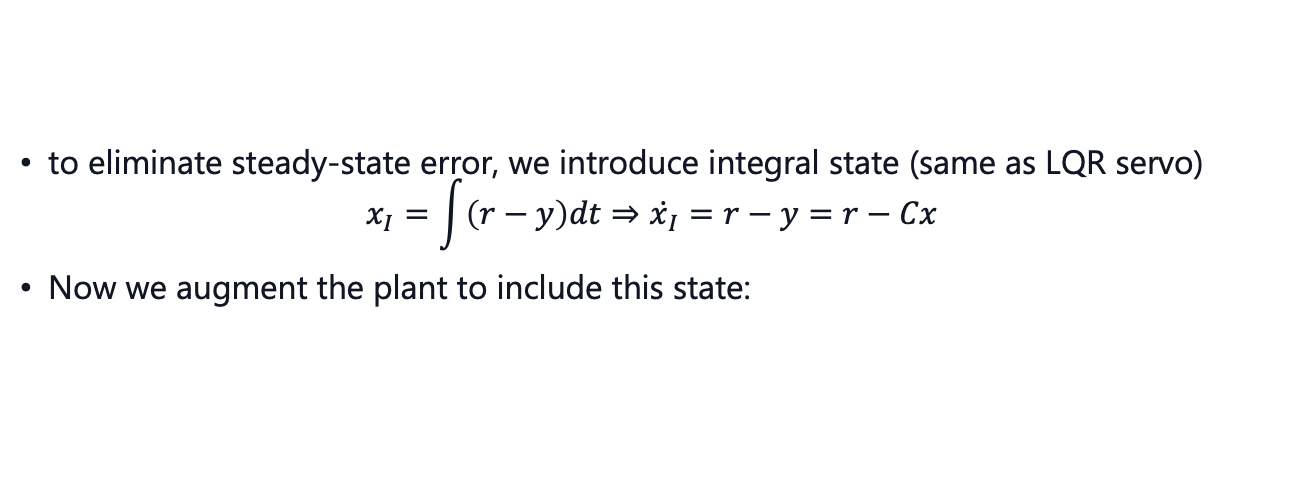 • to eliminate steady-state error, we introduce integral state (same as LQR servo)
x_I = ∫(r − y)dt ⇒ ẋ_I = r − y = r − Cx
• Now we augment the plant to include this state: